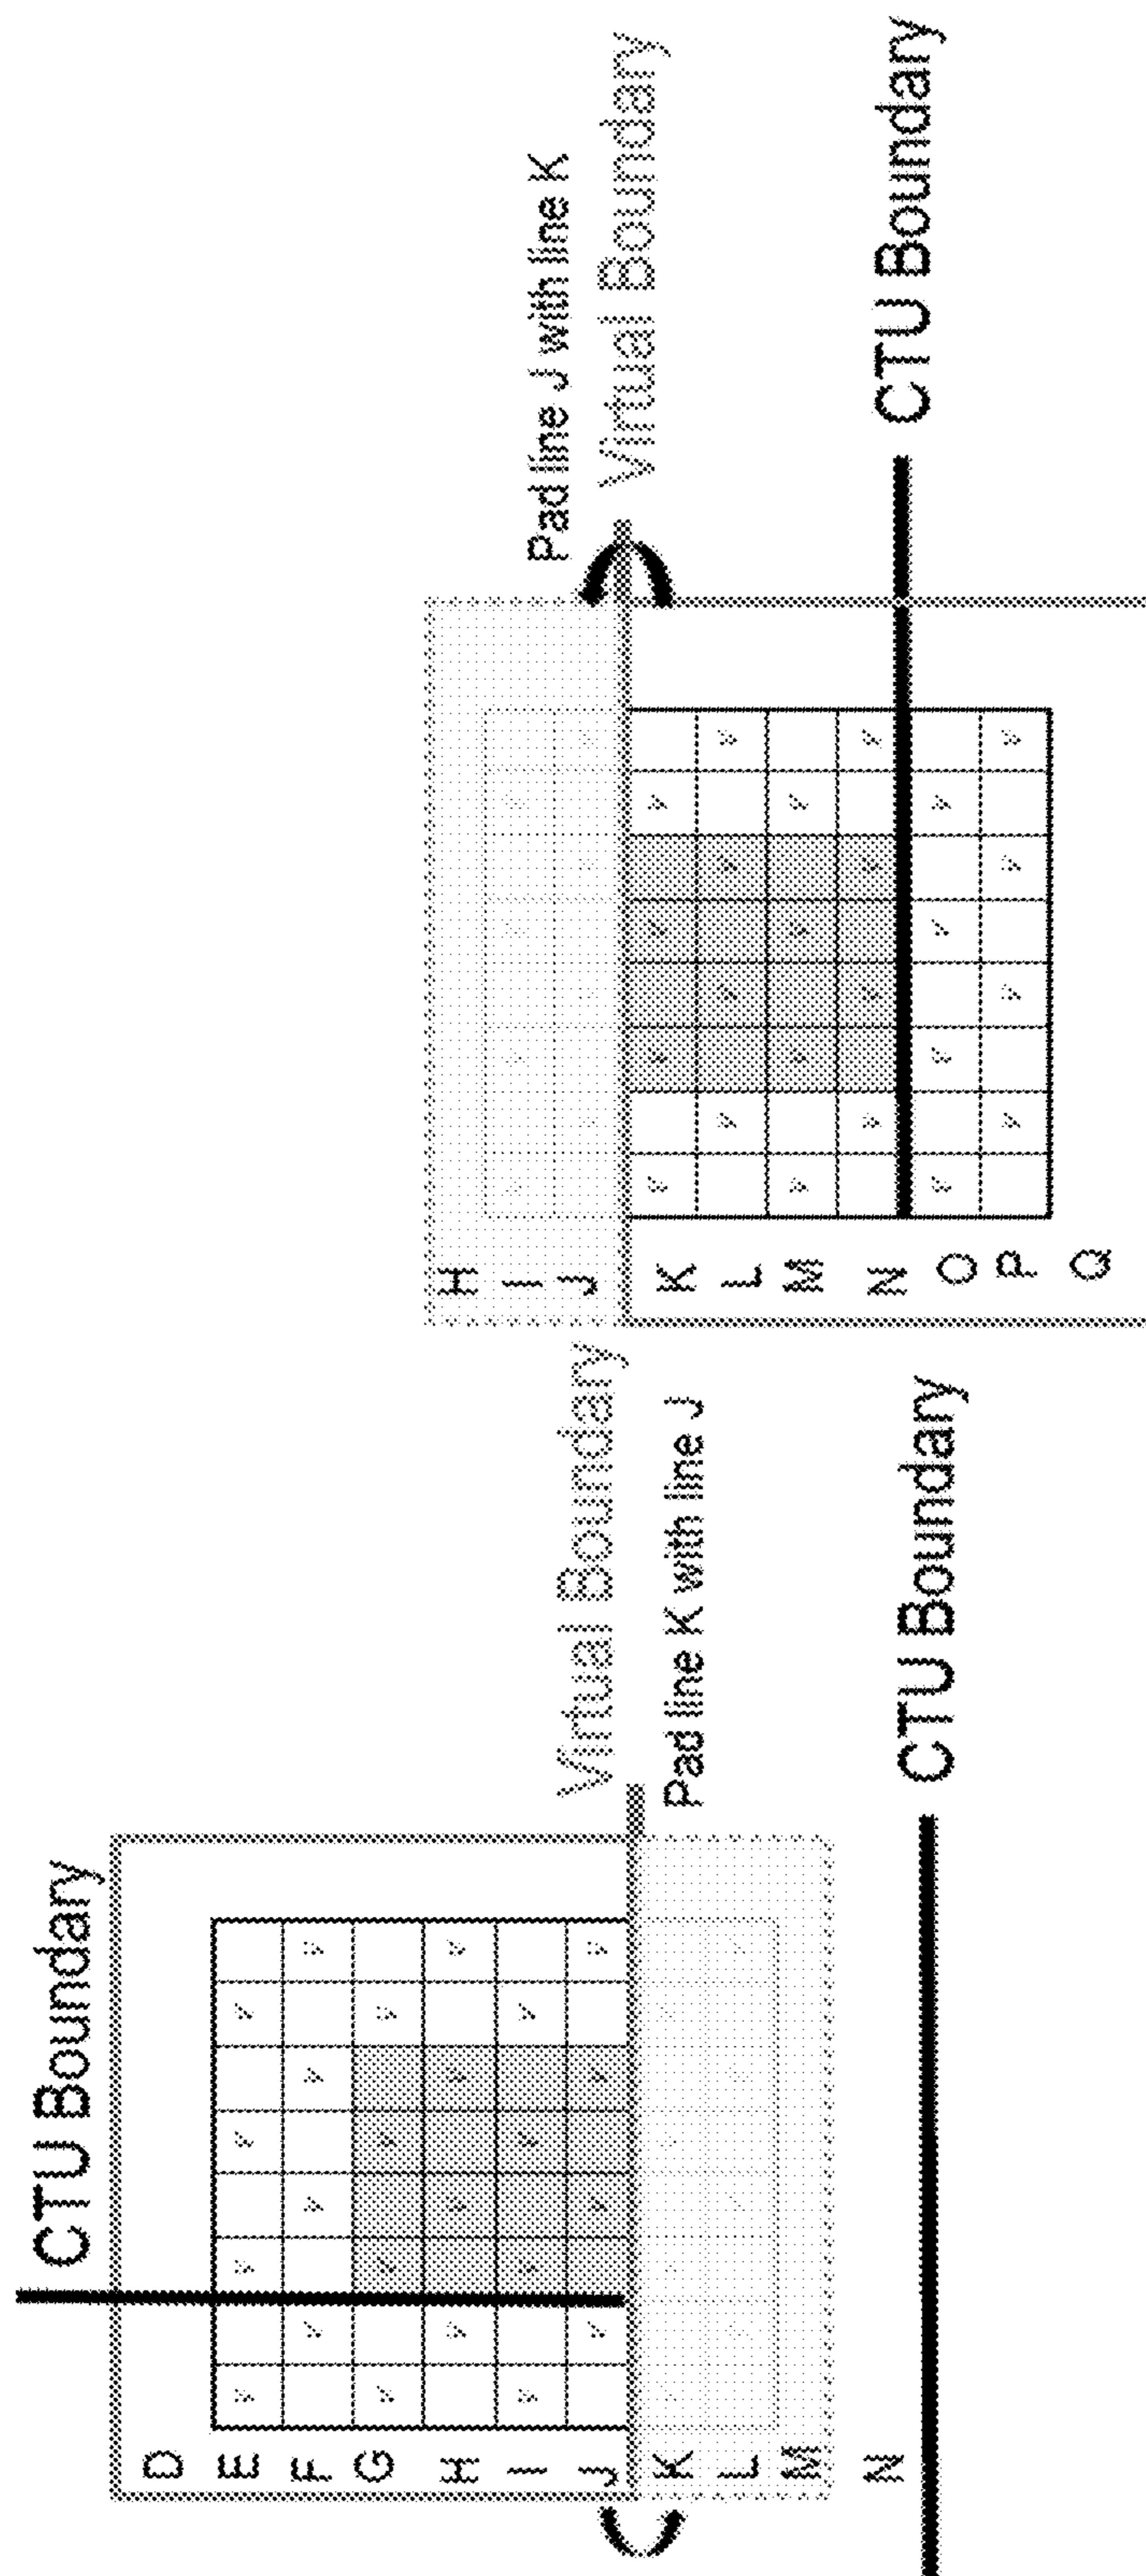 CTU Boundary
D
E
F
G
H
I
J
K
L
M
N
Virtual Boundary
Pad line K with line J
CTU Boundary
H
I
J
K
L
M
N
O
P
Q
Pad line J with line K
Virtual Boundary
CTU Boundary